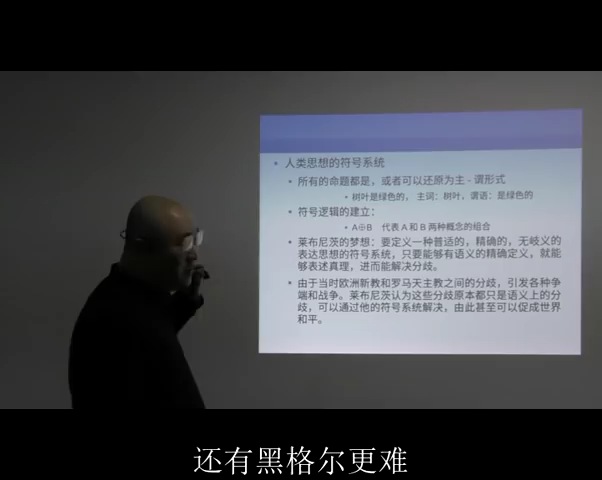 人类思想的符号系统
所有的命题都是，或者可以还原为主 - 谓形式
树叶是绿色的， 主词：树叶，谓语：是绿色的
符号逻辑的建立：
A⊕B 代表 A 和 B 两种概念的组合
莱布尼茨的梦想：要定义一种普适的，精确的，无岐义的
表达思想的符号系统，只要能够有语义的精确定义，就能
够表述真理，进而能解决分歧。
由于当时欧洲新教和罗马天主教之间的分歧，引发各种争
端和战争。莱布尼茨认为这些分歧原本都只是语义上的分
歧，可以通过他的符号系统解决，由此甚至可以促成世界
和平。
还有黑格尔更难